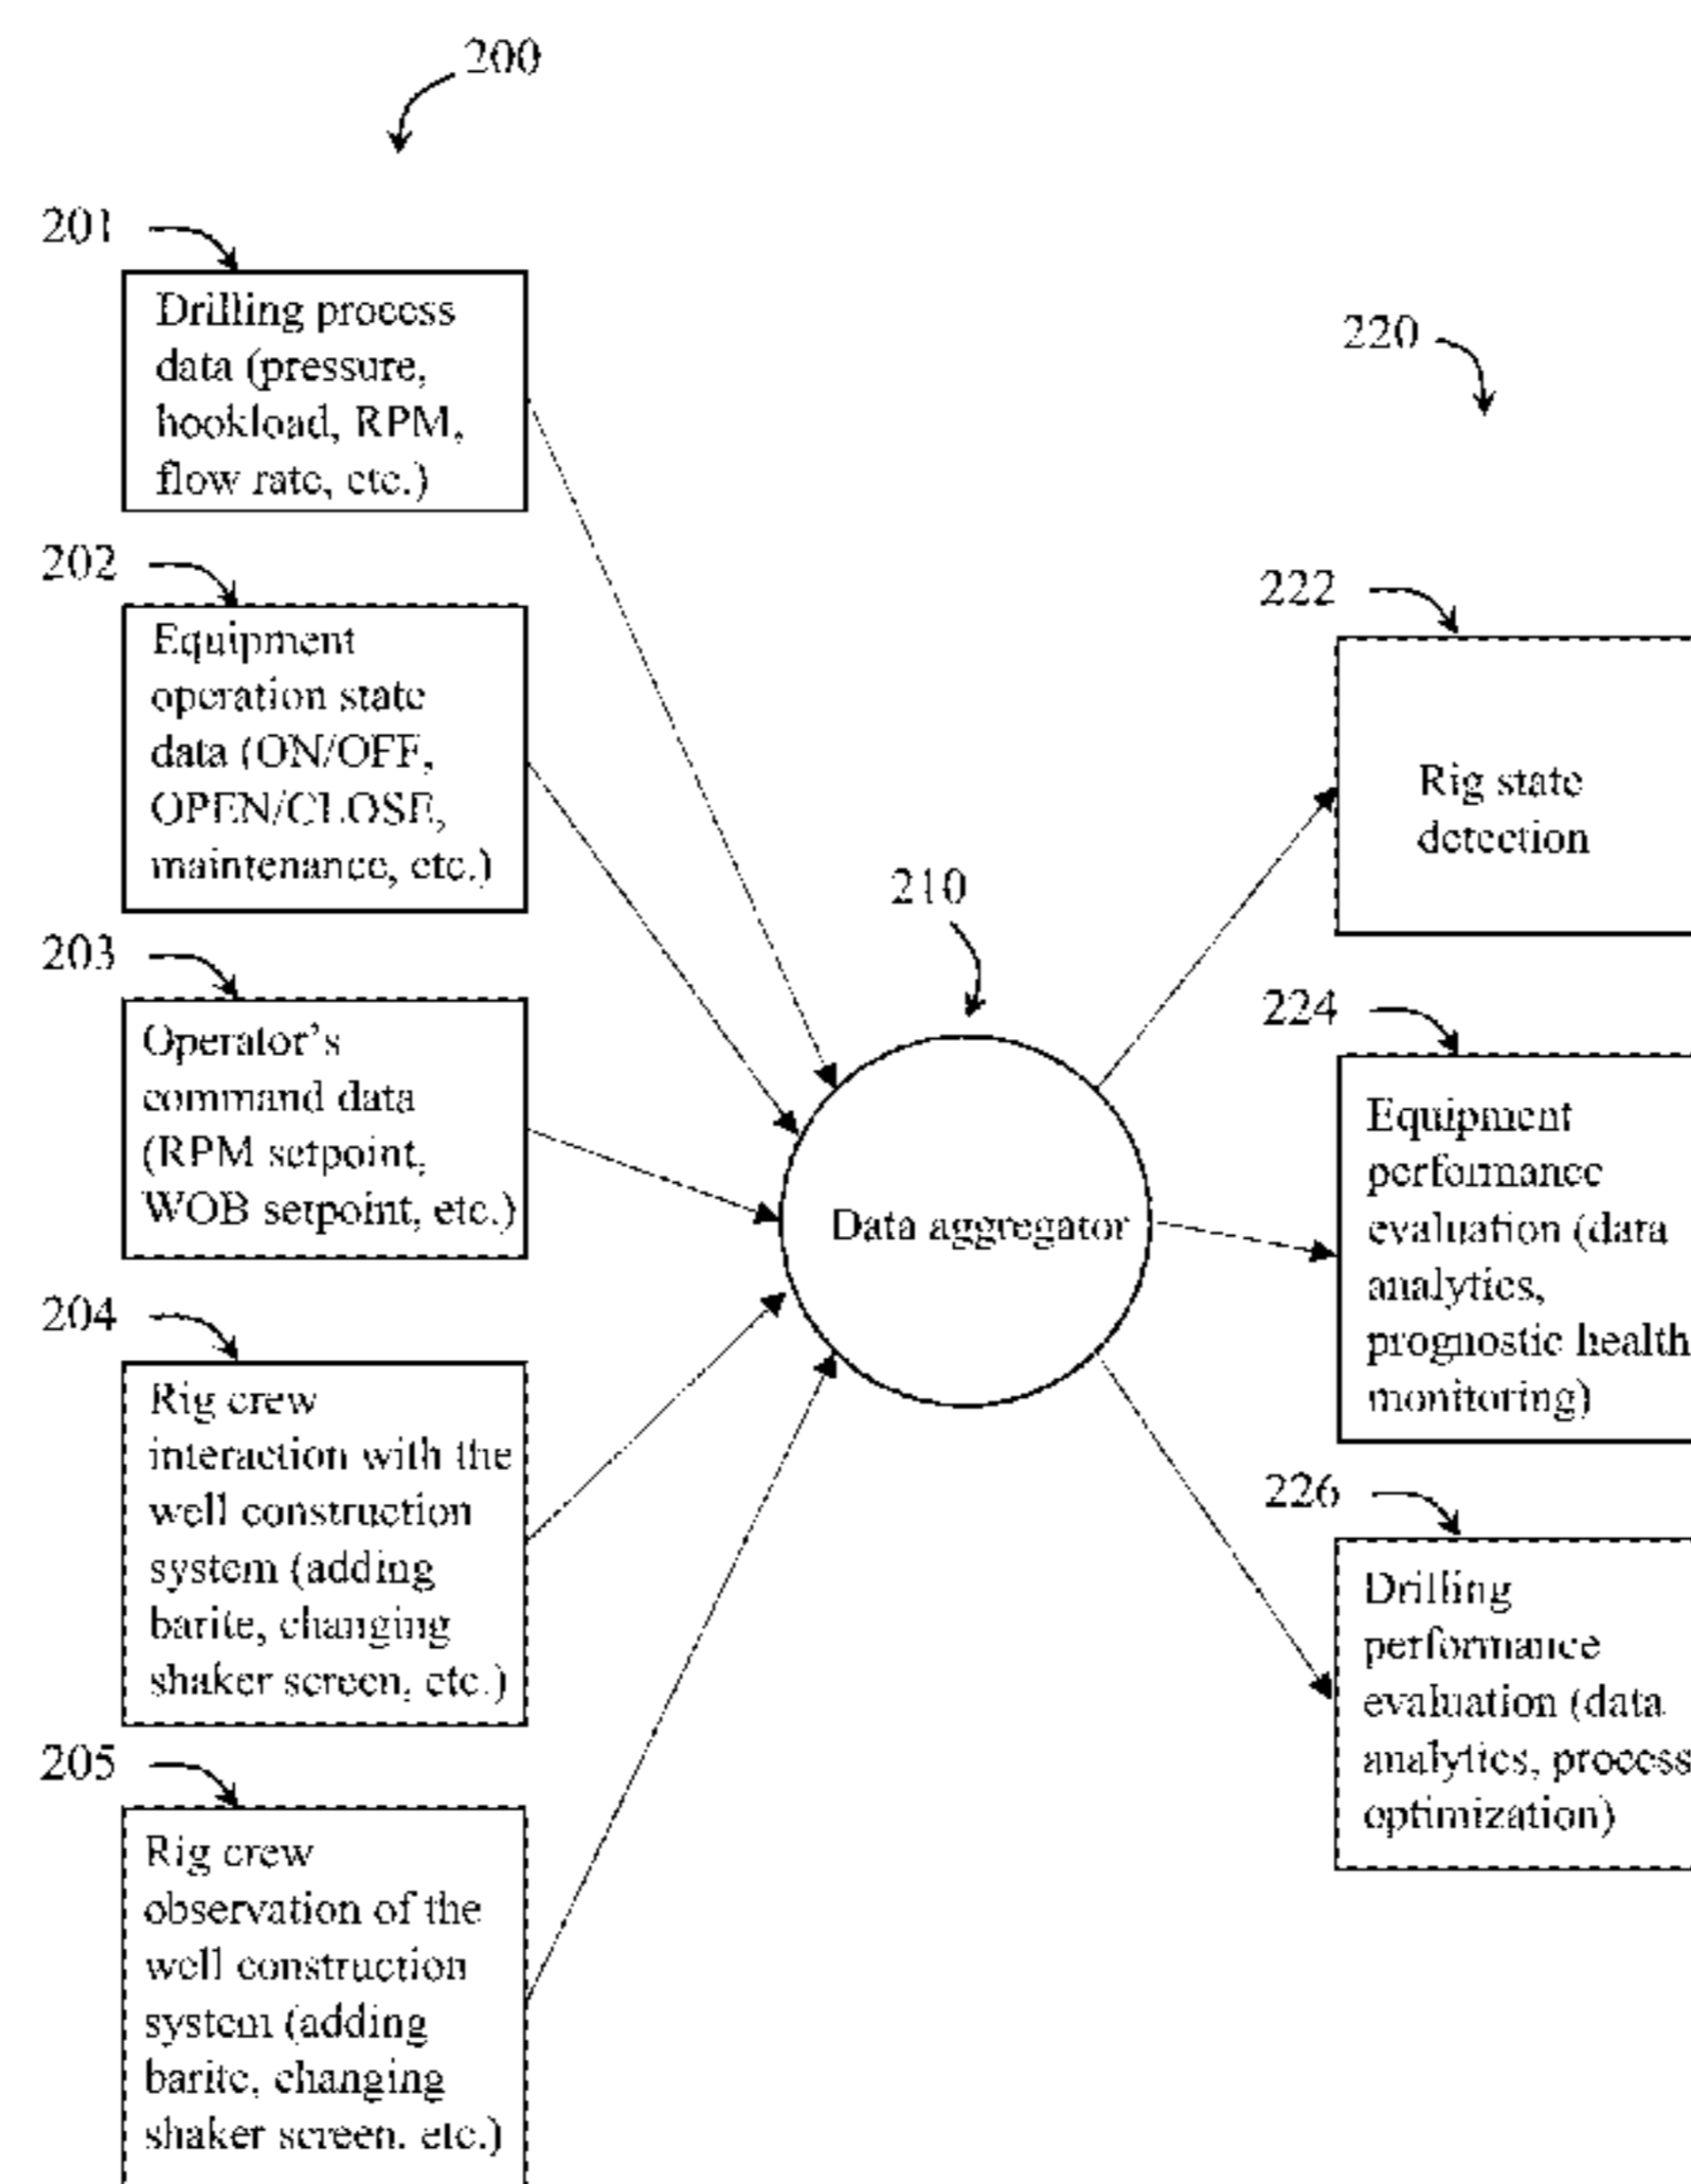 200
201
Drilling process
data (pressure,
hookload, RPM,
flow rate, etc.)
202
Equipment
operation state
data (ON/OFF,
OPEN/CLOSE,
maintenance, etc.)
203
Operator's
command data
(RPM setpoint,
WOB setpoint, etc.)
204
Rig crew
interaction with the
well construction
system (adding
barite, changing
shaker screen, etc.)
205
Rig crew
observation of the
well construction
system (adding
barite, changing
shaker screen. etc.)
210
Data aggregator
220
222
Rig state
detection
224
Equipment
performance
evaluation (data
analytics,
prognostic health
monitoring)
226
Drilling
performance
evaluation (data
analytics, process
optimization)